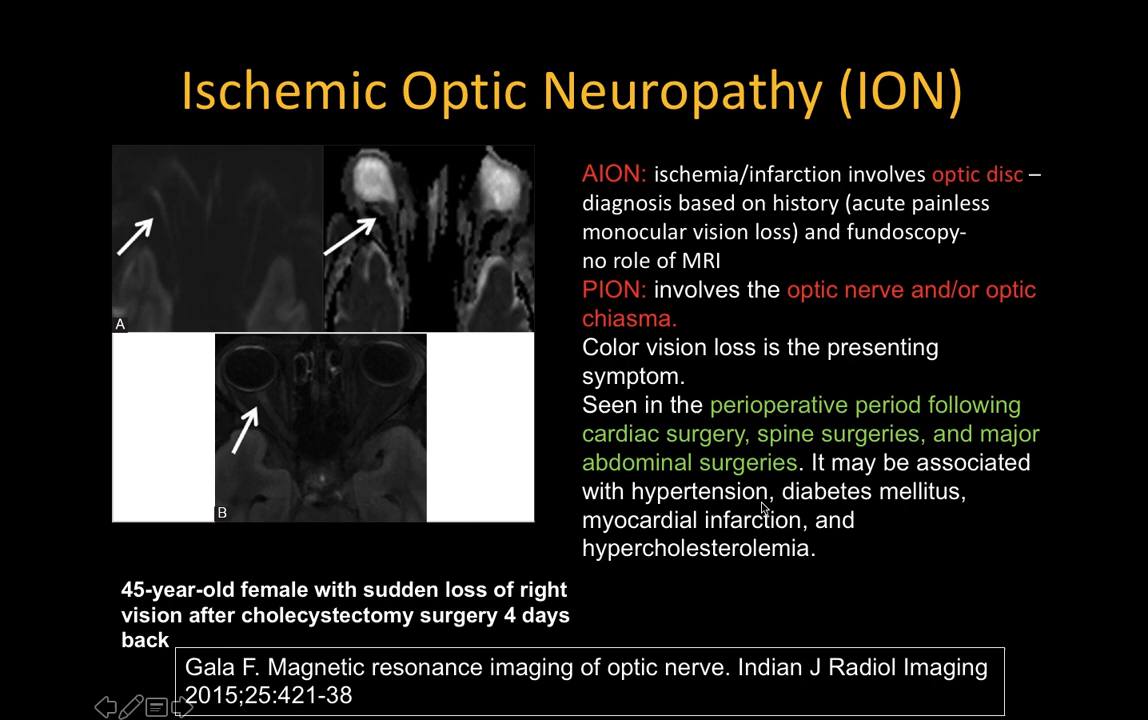 Ischemic Optic Neuropathy (ION)
A
B
AION: ischemia/infarction involves optic disc –
diagnosis based on history (acute painless
monocular vision loss) and fundoscopy-
no role of MRI
PION: involves the optic nerve and/or optic
chiasma.
Color vision loss is the presenting
symptom.
Seen in the perioperative period following
cardiac surgery, spine surgeries, and major
abdominal surgeries. It may be associated
with hypertension, diabetes mellitus,
myocardial infarction, and
hypercholesterolemia.
45-year-old female with sudden loss of right
vision after cholecystectomy surgery 4 days
back
Gala F. Magnetic resonance imaging of optic nerve. Indian J Radiol Imaging
2015;25:421-38